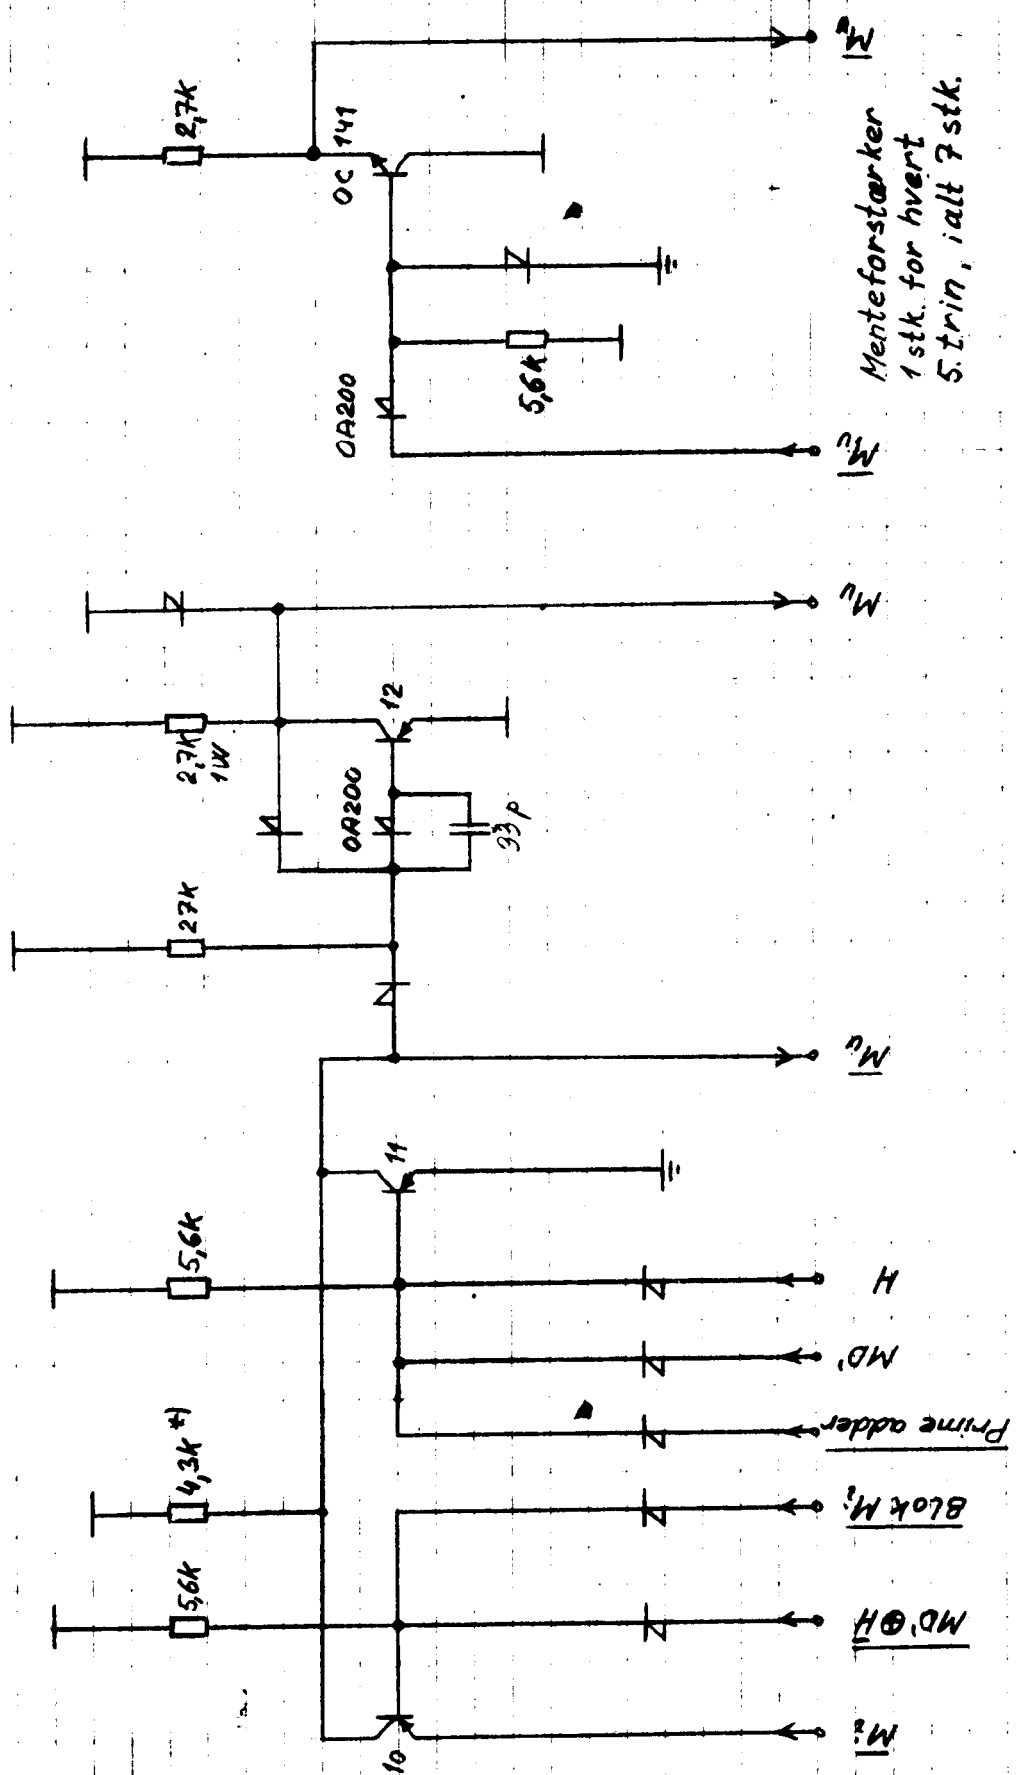 2,7K
OC 141
M̲u̲
Menteforstærker
1 stk. for hvert
5. trin, ialt 7 stk.
OA200
5,6K
M̲u̲
2,7K
1W
12
OA200
33p
Mu
27K
M̲u̲
5,6K
11
H
MD'
Prime adder
4,3K *)
Blok Mi
5,6K
MD'⊕H
10
M̲i̲